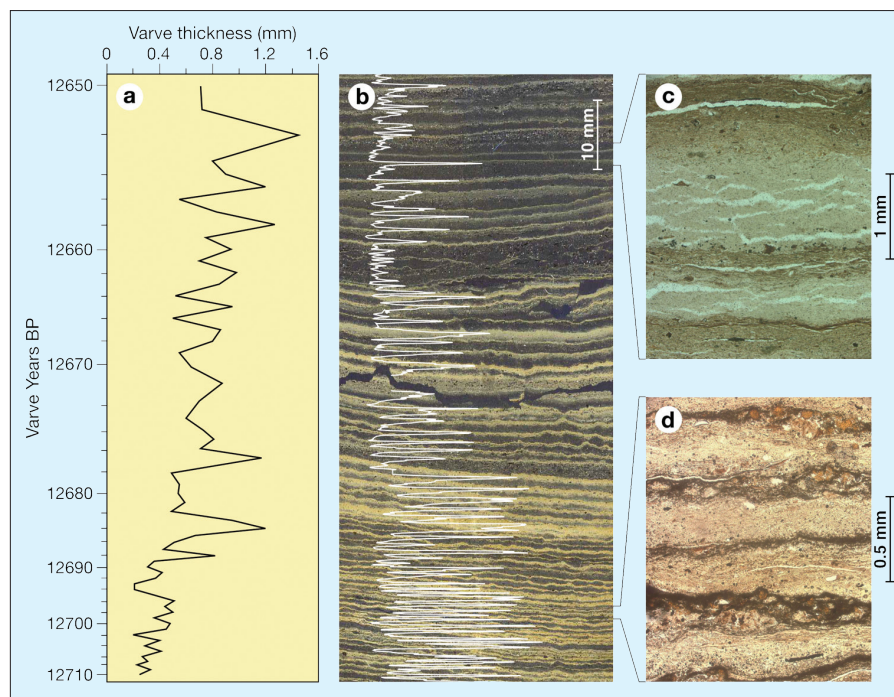 Varve thickness (mm)
0 0.4 0.8 1.2 1.6
Varve Years BP
12650
12660
12670
12680
12690
12700
12710
a
b
10 mm
c
1 mm
d
0.5 mm